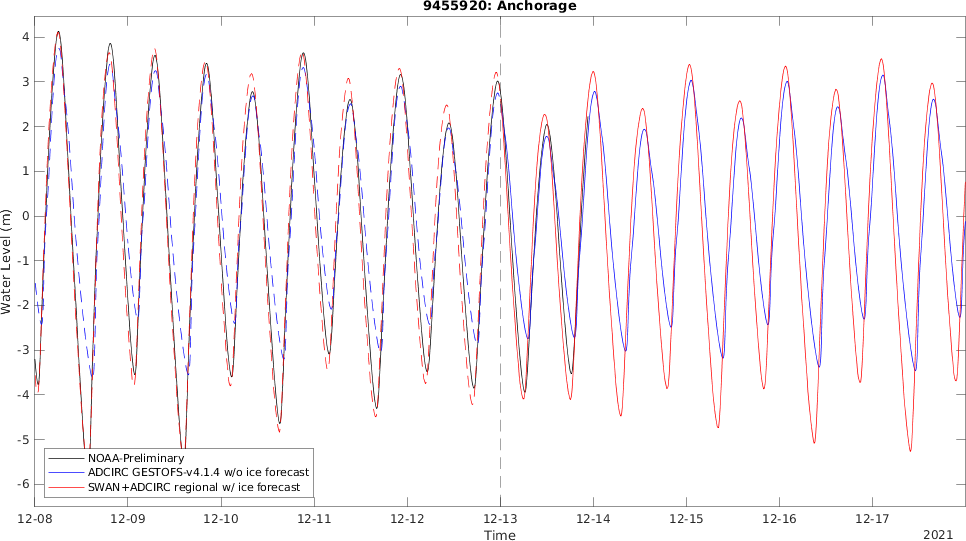 9455920: Anchorage
Water Level (m)
4
3
2
1
0
-1
-2
-3
-4
-5
-6
NOAA-Preliminary
ADCIRC GESTOFS-v4.1.4 w/o ice forecast
SWAN+ADCIRC regional w/ ice forecast
12-08 12-09 12-10 12-11 12-12 12-13 12-14 12-15 12-16 12-17
Time
2021